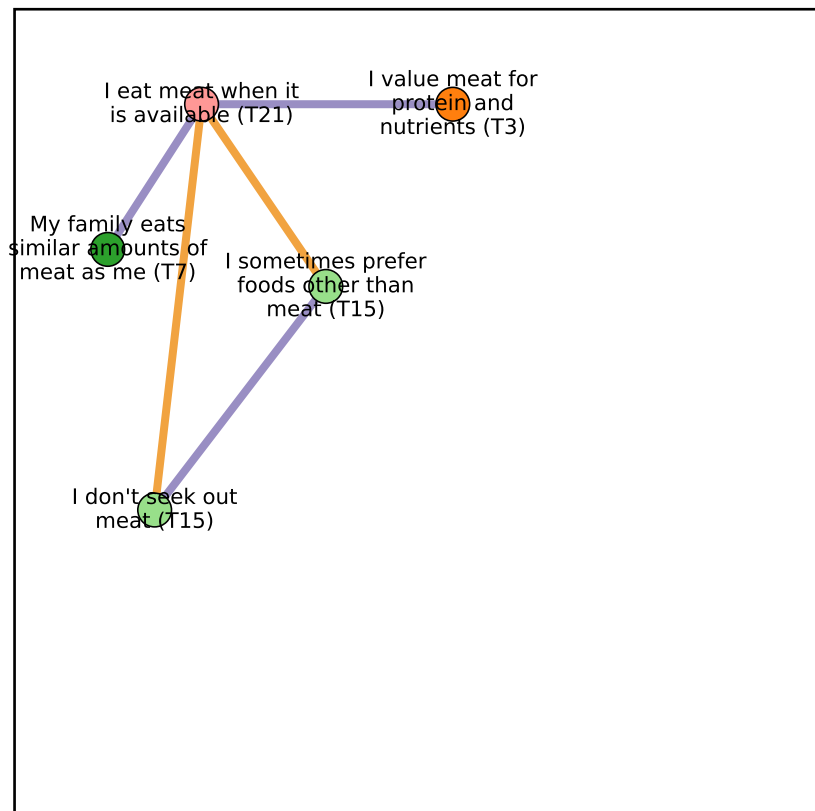 I eat meat when it
is available (T21)
I value meat for
protein and
nutrients (T3)
My family eats
similar amounts of
meat as me (T7)
I sometimes prefer
foods other than
meat (T15)
I don't seek out
meat (T15)